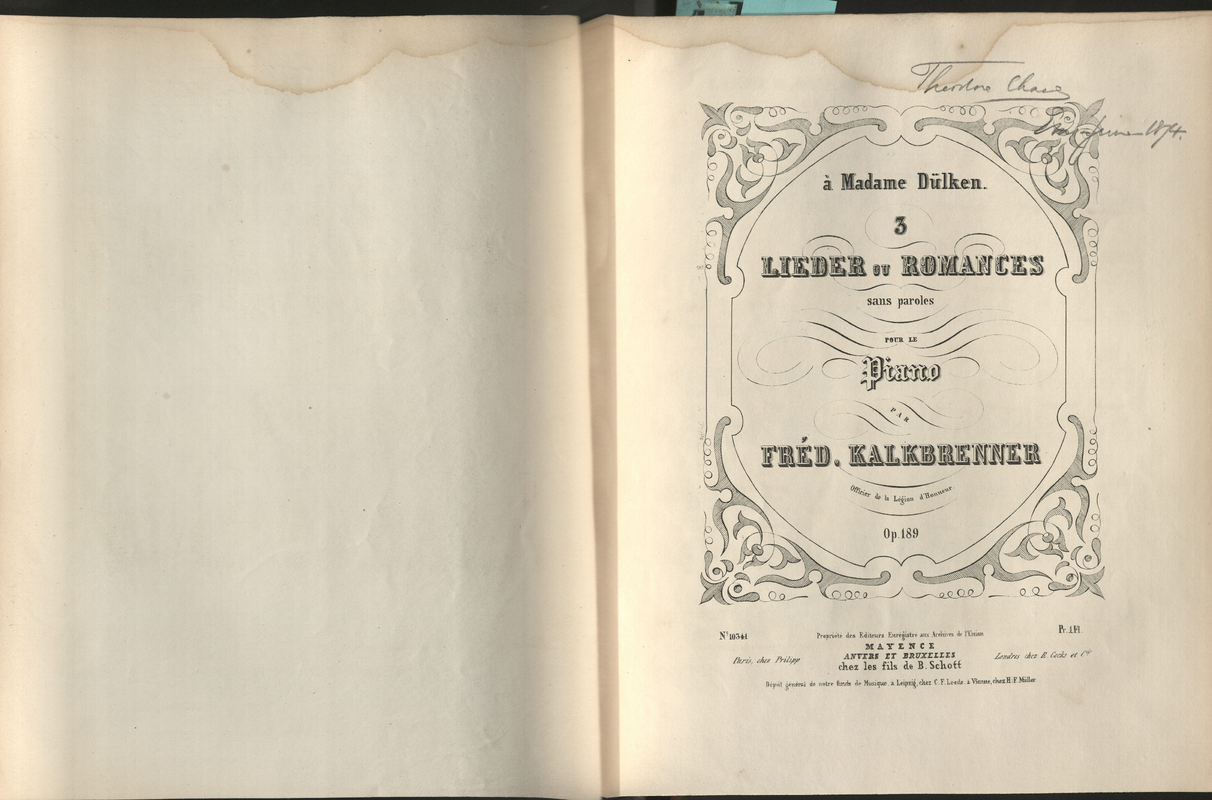 Theodore Chase
1874.
à Madame Dülken.
3
LIEDER OU ROMANCES
sans paroles
POUR LE
Piano
PAR
FRÉD. KALKBRENNER
Officier de la Légion d'Honneur
Op. 189
N.º 10341
Propriété des Editeurs Enregistré aux Archives de l'Union
Pr. 1 Fl.
MAYENCE
ANVERS ET BRUXELLES
Paris, chez Philipp
chez les fils de B. Schott
Londres chez R. Cocks et Cº
Dépôt général de notre fonds de Musique. à Leipzig, chez C. F. Leede. à Vienne, chez H. F. Müller